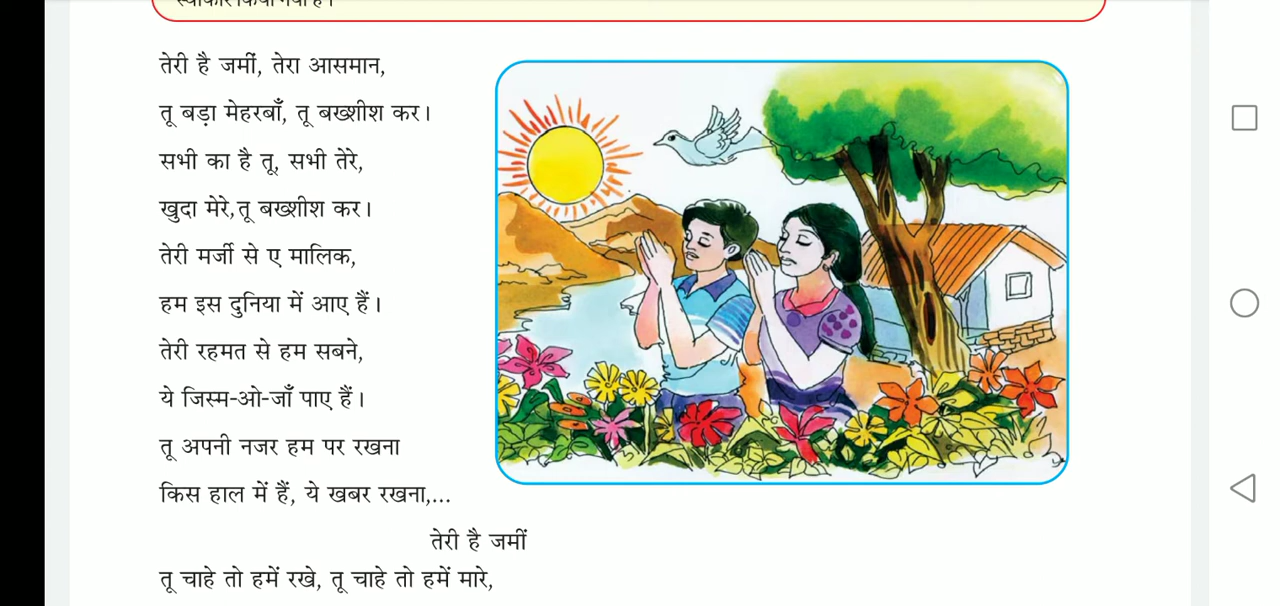 स्वीकार किया गया है।
तेरी है जमीं, तेरा आसमान,
तू बड़ा मेहरबाँ, तू बख्शीश कर।
सभी का है तू, सभी तेरे,
खुदा मेरे, तू बख्शीश कर।
तेरी मर्जी से ए मालिक,
हम इस दुनिया में आए हैं।
तेरी रहमत से हम सबने,
ये जिस्म-ओ-जाँ पाए हैं।
तू अपनी नजर हम पर रखना
किस हाल में हैं, ये खबर रखना,...
तेरी है जमीं
तू चाहे तो हमें रखे, तू चाहे तो हमें मारे,